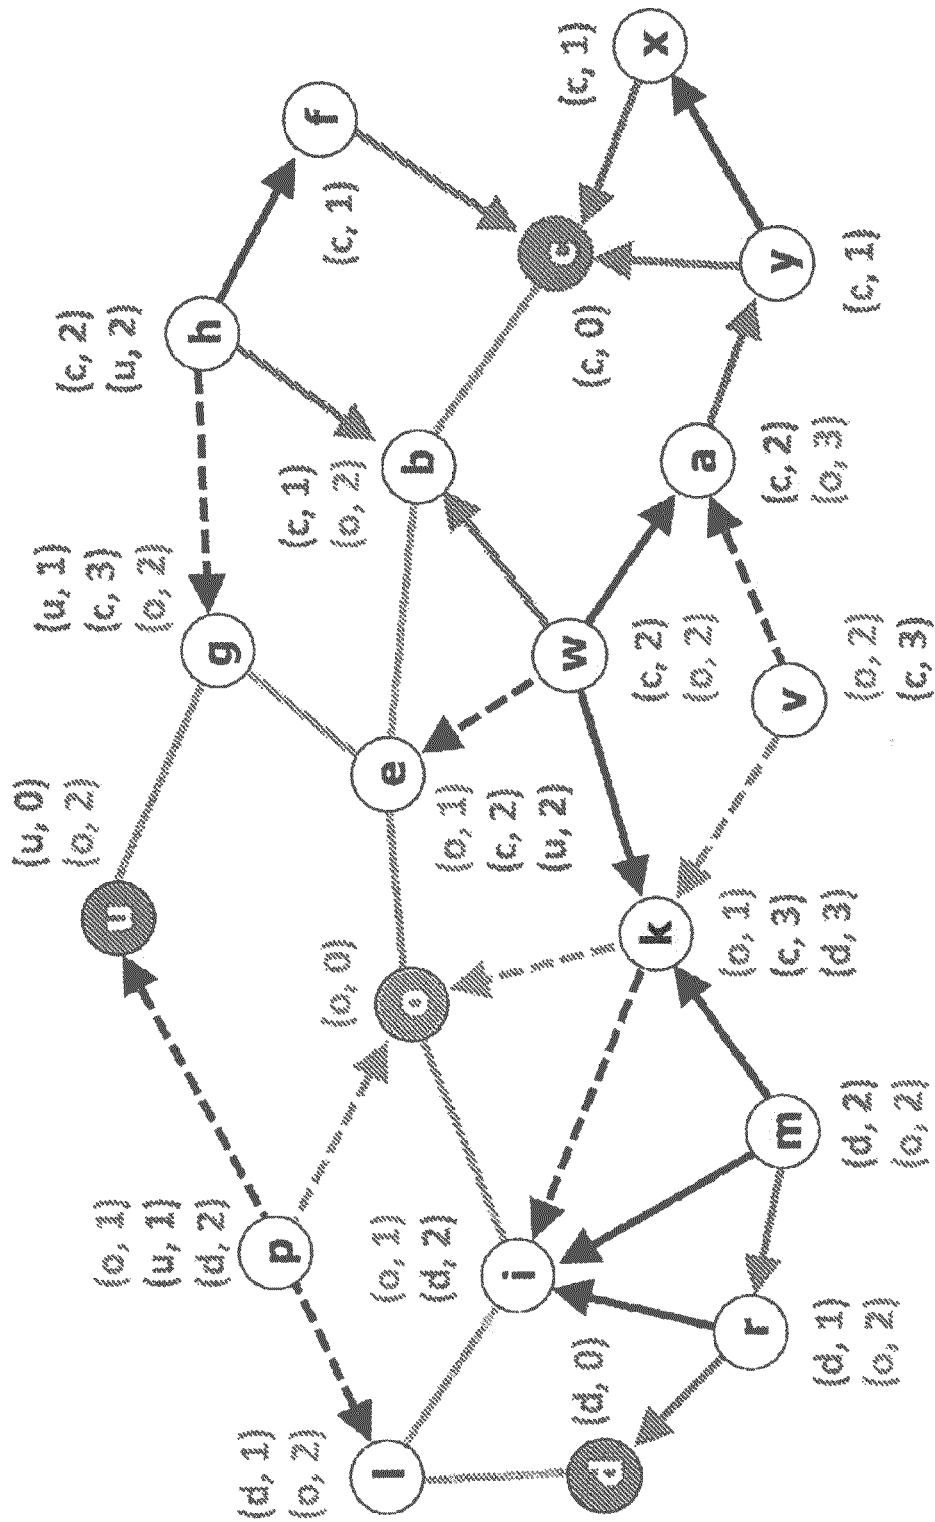 (u, 0)
(o, 2)
u
(u, 1)
(c, 3)
(o, 2)
g
(c, 2)
(u, 2)
h
(o, 1)
(u, 1)
(d, 2)
p
f
(c, 1)
(d, 1)
(o, 2)
l
(o, 0)
o
e
(o, 1)
(c, 2)
(u, 2)
(c, 1)
(o, 2)
b
(o, 1)
(d, 2)
i
c
(c, 0)
(c, 1)
x
(d, 0)
d
w
(c, 2)
(o, 2)
k
(o, 1)
(c, 3)
(d, 3)
a
(c, 2)
(o, 3)
r
(d, 1)
(o, 2)
m
(d, 2)
(o, 2)
v
(o, 2)
(c, 3)
y
(c, 1)